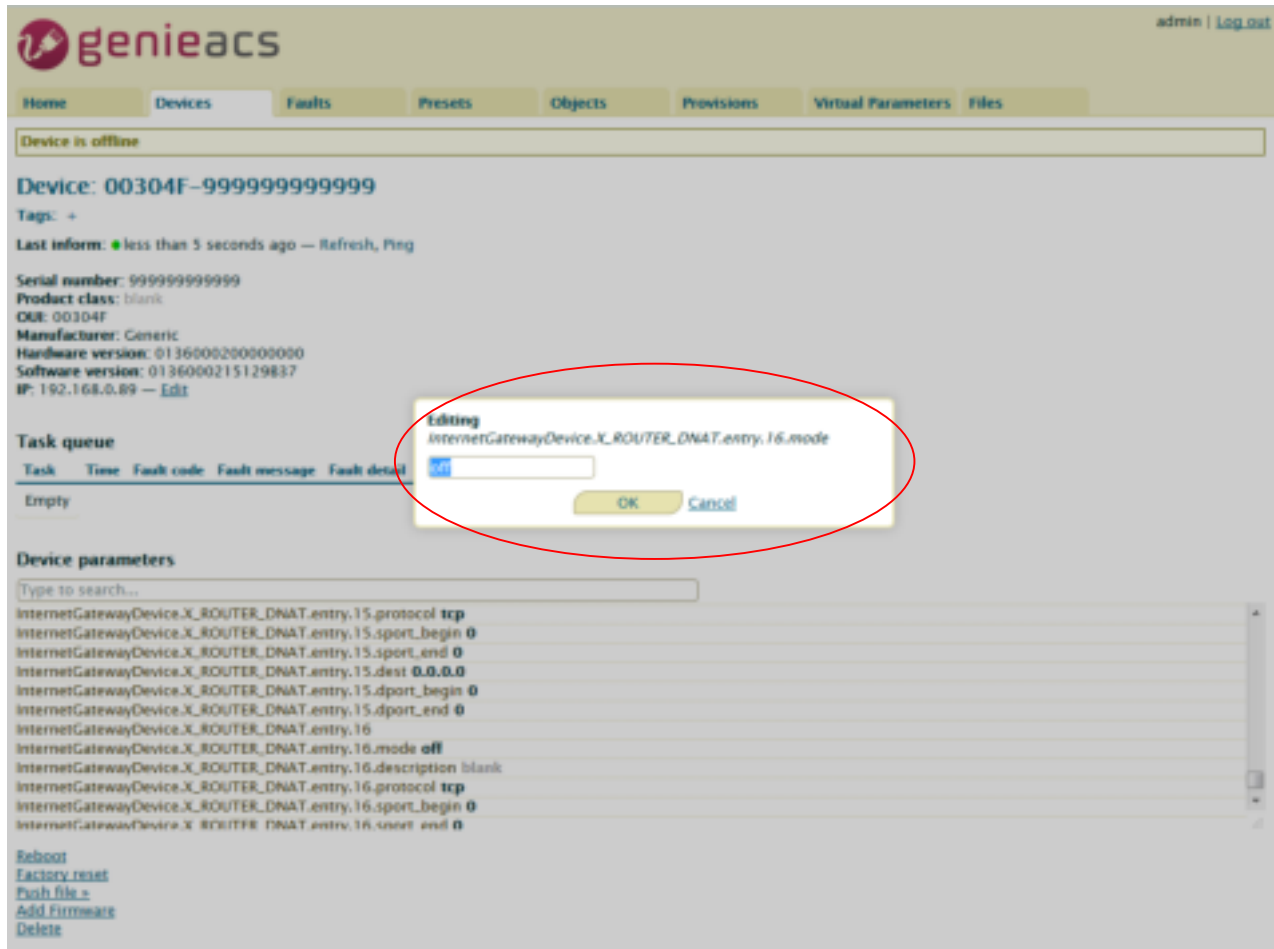 genieacs
admin | Log out
Home Devices Faults Presets Objects Provisions Virtual Parameters Files
Device is offline
Device: 00304F-999999999999
Tags: +
Last inform: less than 5 seconds ago — Refresh, Ping
Serial number: 999999999999
Product class: blank
OUI: 00304F
Manufacturer: Generic
Hardware version: 0136000200000000
Software version: 0136000215129837
IP: 192.168.0.89 — Edit
Editing
InternetGatewayDevice.X_ROUTER_DNAT.entry.16.mode
off
OK Cancel
Task queue
Task Time Fault code Fault message Fault detail
Empty
Device parameters
Type to search...
InternetGatewayDevice.X_ROUTER_DNAT.entry.15.protocol tcp
InternetGatewayDevice.X_ROUTER_DNAT.entry.15.sport_begin 0
InternetGatewayDevice.X_ROUTER_DNAT.entry.15.sport_end 0
InternetGatewayDevice.X_ROUTER_DNAT.entry.15.dest 0.0.0.0
InternetGatewayDevice.X_ROUTER_DNAT.entry.15.dport_begin 0
InternetGatewayDevice.X_ROUTER_DNAT.entry.15.dport_end 0
InternetGatewayDevice.X_ROUTER_DNAT.entry.16
InternetGatewayDevice.X_ROUTER_DNAT.entry.16.mode off
InternetGatewayDevice.X_ROUTER_DNAT.entry.16.description blank
InternetGatewayDevice.X_ROUTER_DNAT.entry.16.protocol tcp
InternetGatewayDevice.X_ROUTER_DNAT.entry.16.sport_begin 0
InternetGatewayDevice.X_ROUTER_DNAT.entry.16.sport_end 0
Reboot
Factory reset
Push file »
Add Firmware
Delete